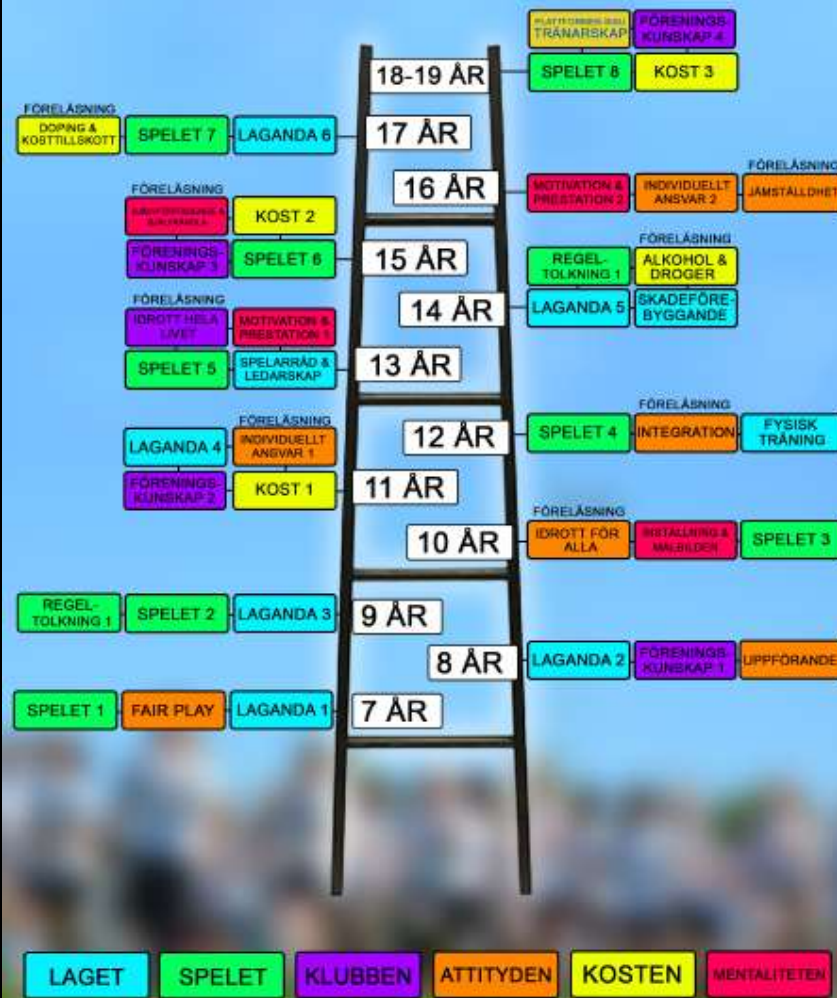 TRÄNARSKAP
FÖRENINGS-
KUNSKAP 4
18-19 ÅR
SPELET 8
KOST 3
FÖRELÄSNING
DOPING &
KOSTTILLSKOTT
SPELET 7
LAGANDA 6
17 ÅR
16 ÅR
MOTIVATION &
PRESTATION 2
INDIVIDUELLT
ANSVAR 2
FÖRELÄSNING
JÄMSTÄLLDHET
FÖRELÄSNING
KOST 2
FÖRENINGS-
KUNSKAP 3
SPELET 6
15 ÅR
REGEL-
TOLKNING 1
FÖRELÄSNING
ALKOHOL &
DROGER
14 ÅR
LAGANDA 5
SKADEFÖRE-
BYGGANDE
FÖRELÄSNING
IDROTT HELA
LIVET
MOTIVATION &
PRESTATION 1
SPELET 5
SPELARRÅD &
LEDARSKAP
13 ÅR
12 ÅR
SPELET 4
FÖRELÄSNING
INTEGRATION
FYSISK
TRÄNING
LAGANDA 4
FÖRELÄSNING
INDIVIDUELLT
ANSVAR 1
FÖRENINGS-
KUNSKAP 2
KOST 1
11 ÅR
10 ÅR
FÖRELÄSNING
IDROTT FÖR
ALLA
INSTÄLLNING &
MÅLBILDER
SPELET 3
REGEL-
TOLKNING 1
SPELET 2
LAGANDA 3
9 ÅR
8 ÅR
LAGANDA 2
FÖRENINGS-
KUNSKAP 1
UPPFÖRANDE
SPELET 1
FAIR PLAY
LAGANDA 1
7 ÅR
LAGET
SPELET
KLUBBEN
ATTITYDEN
KOSTEN
MENTALITETEN